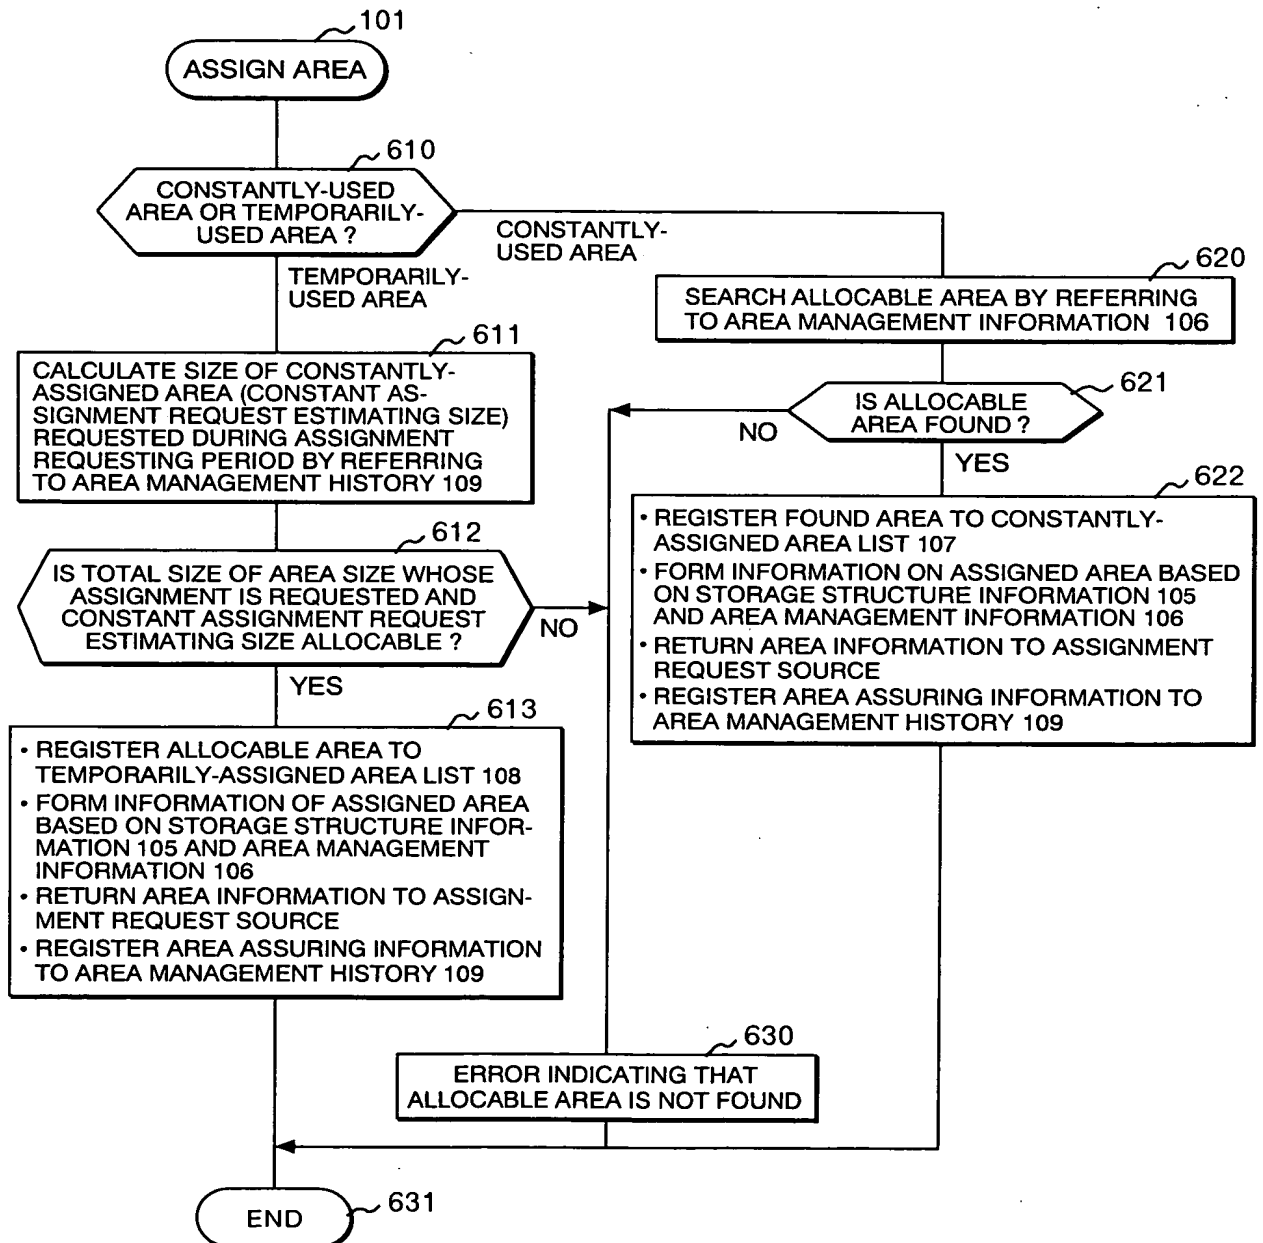 101
ASSIGN AREA
610
CONSTANTLY-USED
AREA OR TEMPORARILY-
USED AREA ?
CONSTANTLY-
USED AREA
TEMPORARILY-
USED AREA
620
SEARCH ALLOCABLE AREA BY REFERRING
TO AREA MANAGEMENT INFORMATION 106
611
CALCULATE SIZE OF CONSTANTLY-
ASSIGNED AREA (CONSTANT AS-
SIGNMENT REQUEST ESTIMATING SIZE)
REQUESTED DURING ASSIGNMENT
REQUESTING PERIOD BY REFERRING
TO AREA MANAGEMENT HISTORY 109
621
IS ALLOCABLE
AREA FOUND ?
NO
YES
622
• REGISTER FOUND AREA TO CONSTANTLY-
ASSIGNED AREA LIST 107
• FORM INFORMATION ON ASSIGNED AREA BASED
ON STORAGE STRUCTURE INFORMATION 105
AND AREA MANAGEMENT INFORMATION 106
• RETURN AREA INFORMATION TO ASSIGNMENT
REQUEST SOURCE
• REGISTER AREA ASSURING INFORMATION TO
AREA MANAGEMENT HISTORY 109
612
IS TOTAL SIZE OF AREA SIZE WHOSE
ASSIGNMENT IS REQUESTED AND
CONSTANT ASSIGNMENT REQUEST
ESTIMATING SIZE ALLOCABLE ?
NO
YES
613
• REGISTER ALLOCABLE AREA TO
TEMPORARILY-ASSIGNED AREA LIST 108
• FORM INFORMATION OF ASSIGNED AREA
BASED ON STORAGE STRUCTURE INFOR-
MATION 105 AND AREA MANAGEMENT
INFORMATION 106
• RETURN AREA INFORMATION TO ASSIGN-
MENT REQUEST SOURCE
• REGISTER AREA ASSURING INFORMATION
TO AREA MANAGEMENT HISTORY 109
630
ERROR INDICATING THAT
ALLOCABLE AREA IS NOT FOUND
631
END